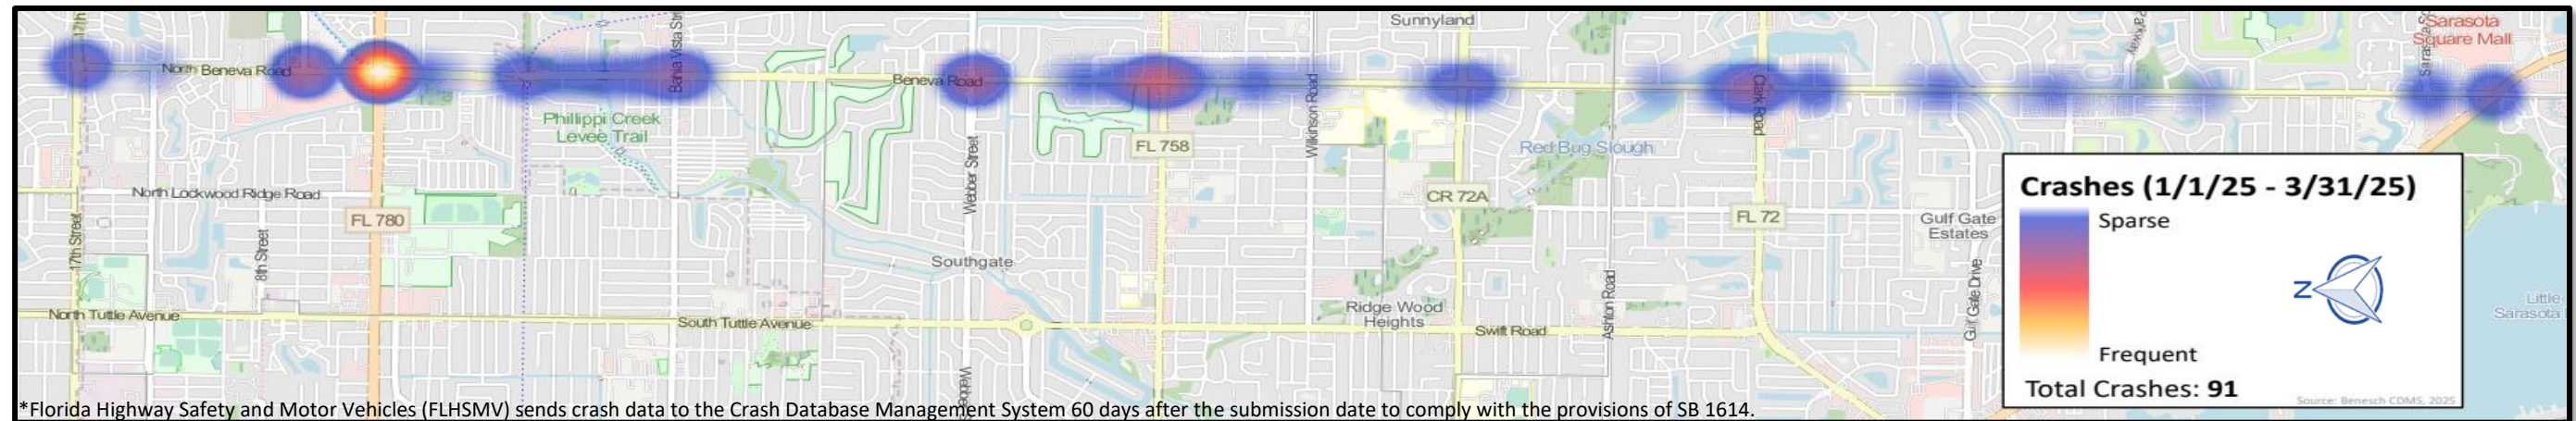 17th
Bahia Vista Str
Sunnyland
Sarasota
Square Mall
North Beneva Road
Beneva Road
Wilkinson Road
Clark Road
Phillippi Creek
Levee Trail
FL 758
Red Bug Slough
North Lockwood Ridge Road
Webber Street
CR 72A
FL 780
FL 72
Gulf Gate
Estates
17th Street
8th Street
Southgate
Ashton Road
Gulf Gate Drive
North Tuttle Avenue
South Tuttle Avenue
Ridge Wood
Heights
Swift Road
Little
Sarasota
Crashes (1/1/25 - 3/31/25)
Sparse
Frequent
N
Total Crashes: 91
Source: Benesch CDMS, 2025
*Florida Highway Safety and Motor Vehicles (FLHSMV) sends crash data to the Crash Database Management System 60 days after the submission date to comply with the provisions of SB 1614.